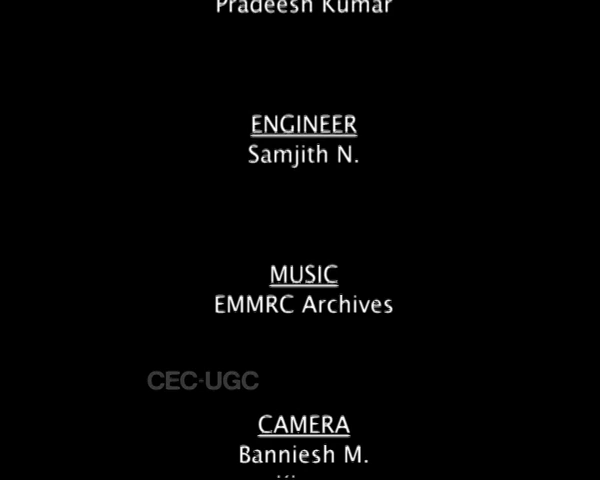 Pradeesh Kumar
ENGINEER
Samjith N.
MUSIC
EMMRC Archives
CEC-UGC
CAMERA
Banniesh M.